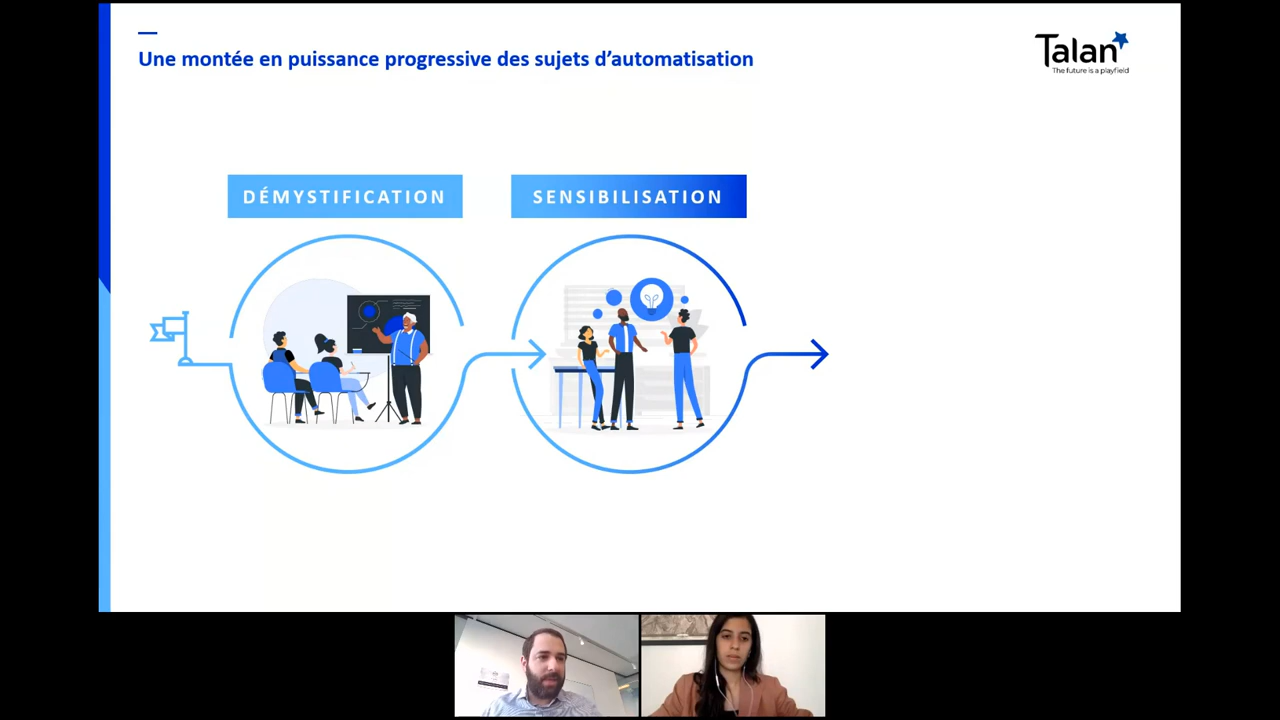 Une montée en puissance progressive des sujets d'automatisation
Talan
The future is a playfield
DÉMYSTIFICATION
SENSIBILISATION